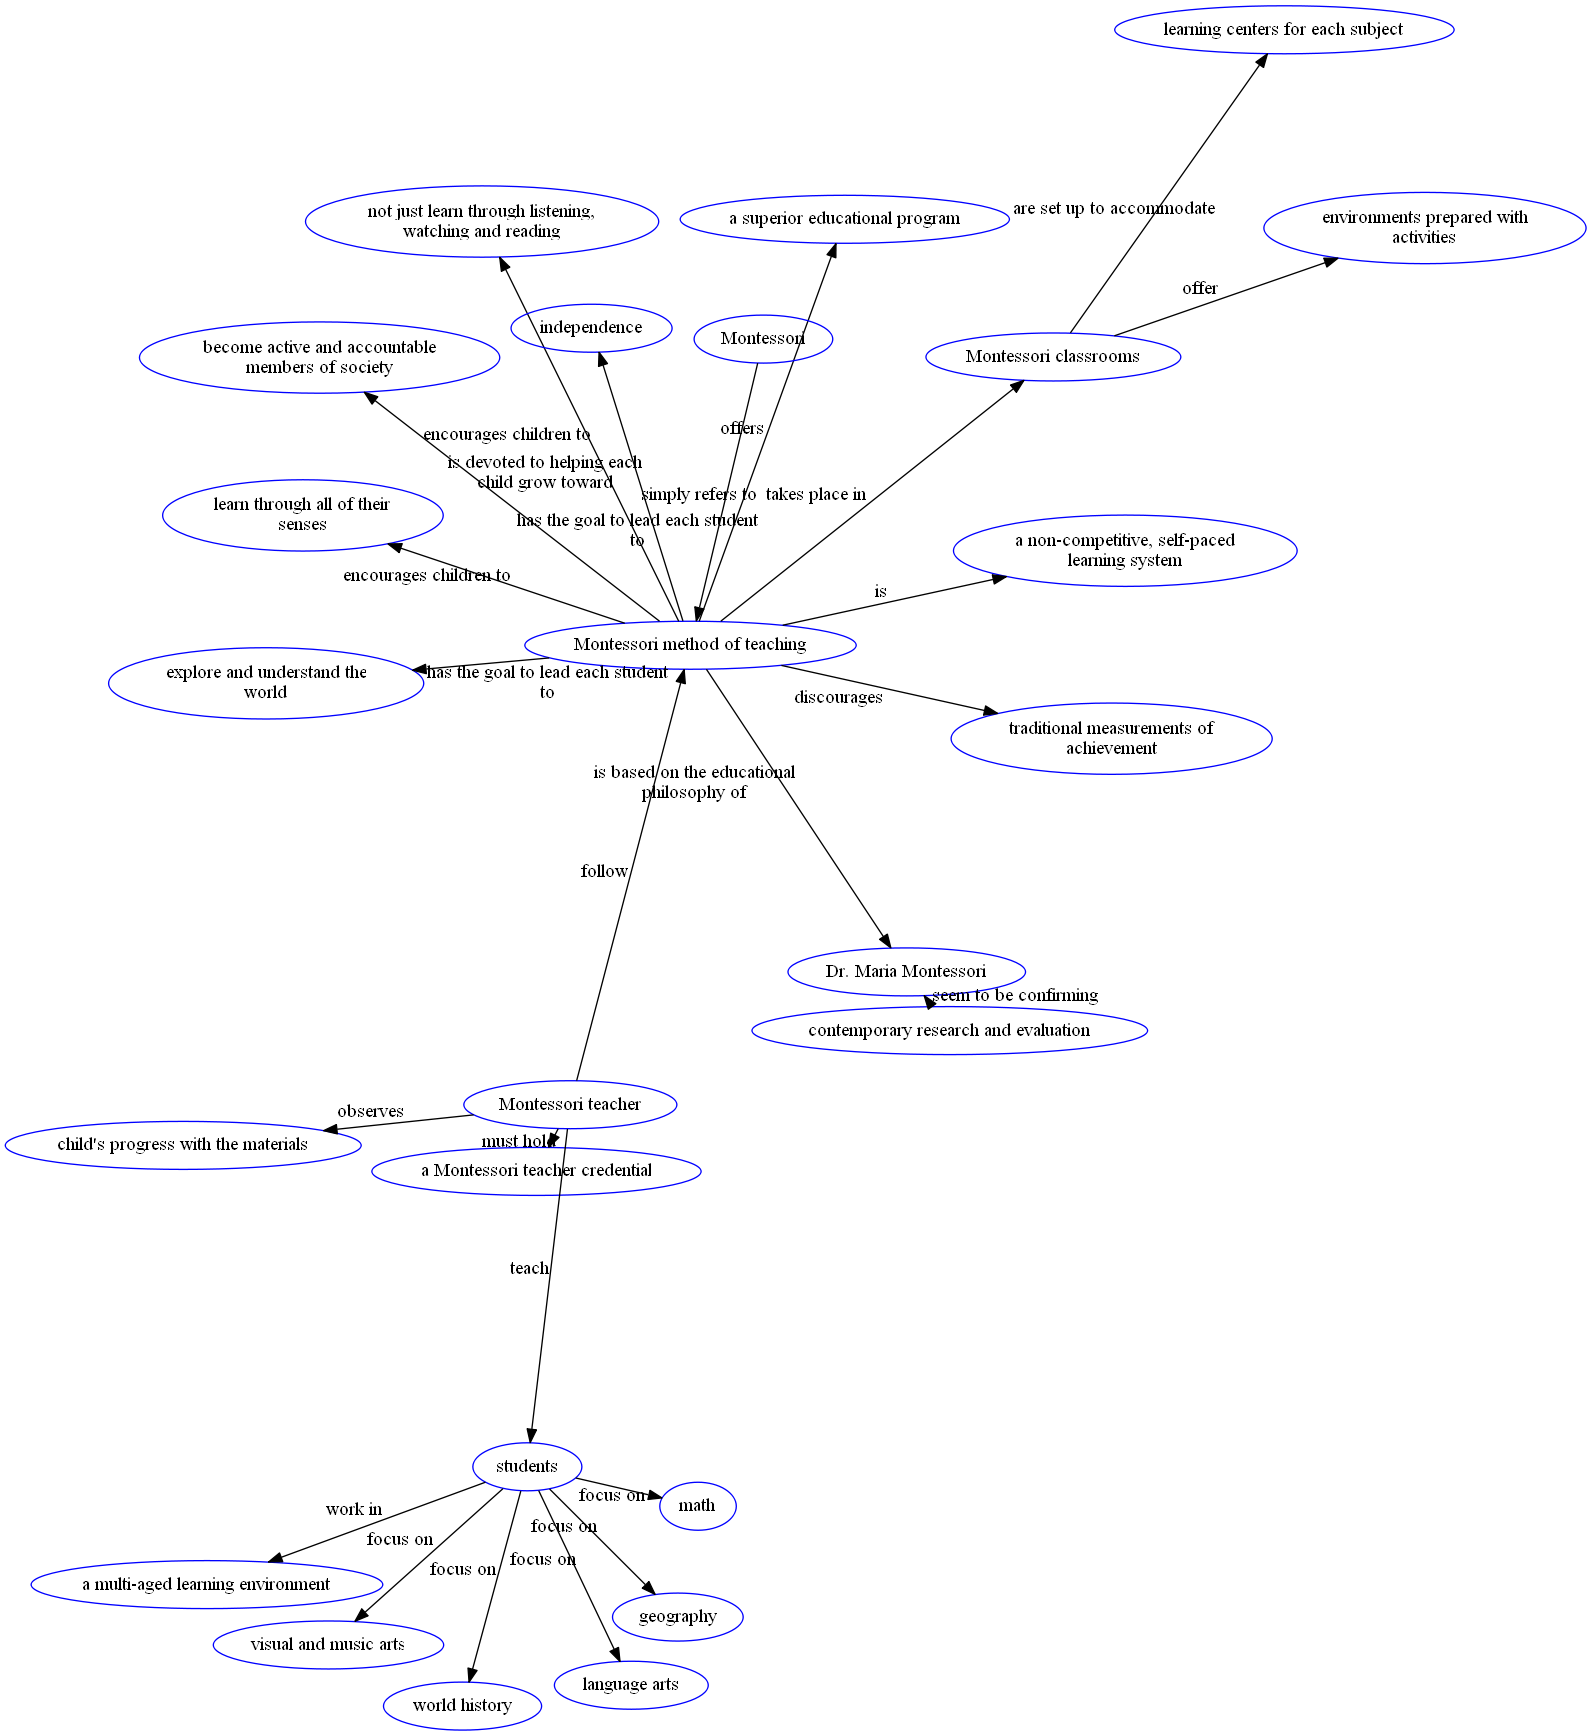 learning centers for each subject
not just learn through listening,
watching and reading
a superior educational program
are set up to accommodate
environments prepared with
activities
offer
independence
Montessori
become active and accountable
members of society
Montessori classrooms
offers
encourages children to
is devoted to helping each
child grow toward
simply refers to
takes place in
learn through all of their
senses
has the goal to lead each student
to
a non-competitive, self-paced
learning system
encourages children to
is
Montessori method of teaching
explore and understand the
world
has the goal to lead each student
to
discourages
traditional measurements of
achievement
is based on the educational
philosophy of
follow
Dr. Maria Montessori
seem to be confirming
contemporary research and evaluation
Montessori teacher
observes
child's progress with the materials
must hold
a Montessori teacher credential
teach
students
work in
focus on
math
focus on
focus on
focus on
focus on
a multi-aged learning environment
geography
visual and music arts
language arts
world history